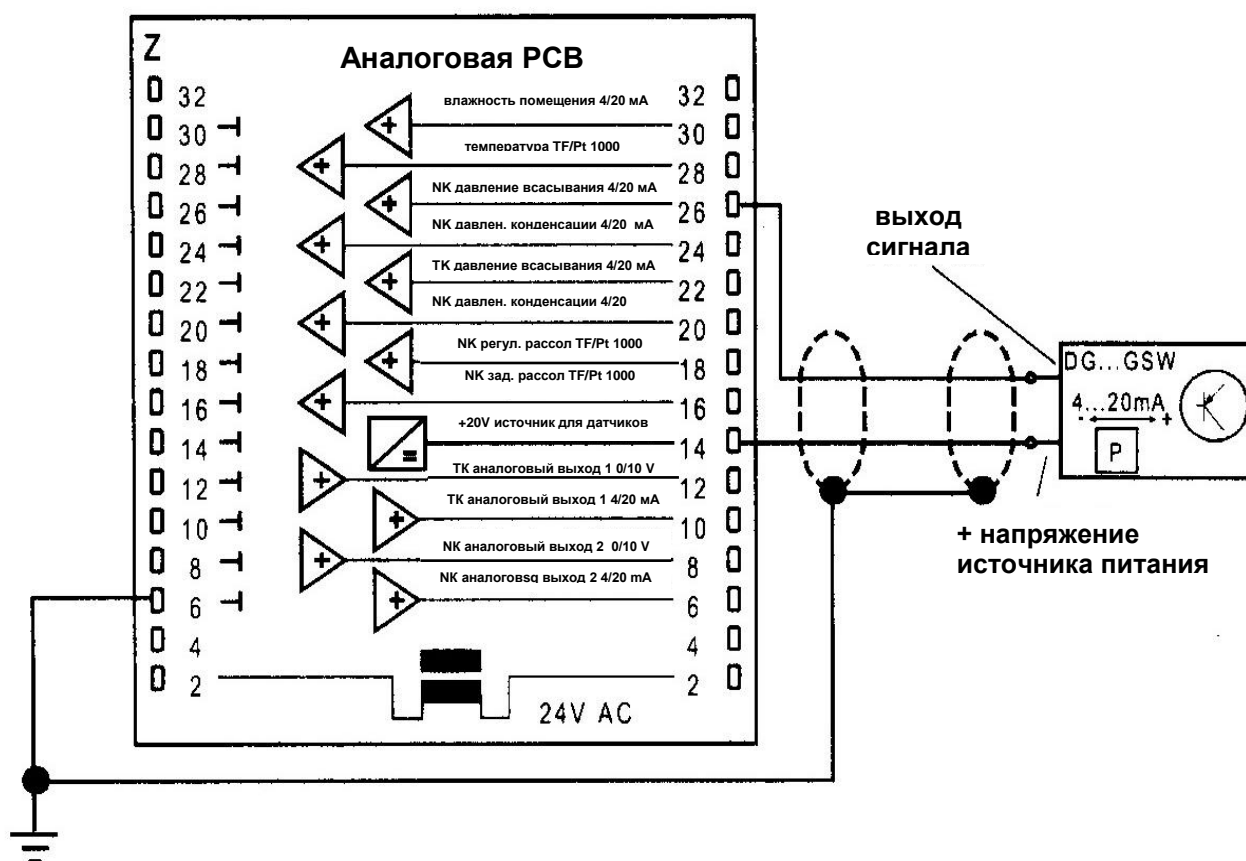 Z
Аналоговая PCB
32 влажность помещения 4/20 мА 32
30 30
температура TF/Pt 1000
28 28
NK давление всасывания 4/20 мА
26 26
NK давлен. конденсации 4/20 мА
24 24
TK давление всасывания 4/20 мА
22 22
NK давлен. конденсации 4/20
20 20
NK регул. рассол TF/Pt 1000
18 18
NK зад. рассол TF/Pt 1000
16 16
+20V источник для датчиков
14 14
TK аналоговый выход 1 0/10 V
12 12
TK аналоговый выход 1 4/20 мА
10 10
NK аналоговый выход 2 0/10 V
8 8
NK аналоговsq выход 2 4/20 mA
6 6
4 4
2 2
24V AC
выход
сигнала
DG...GSW
4...20mA
- +
P
+ напряжение
источника питания